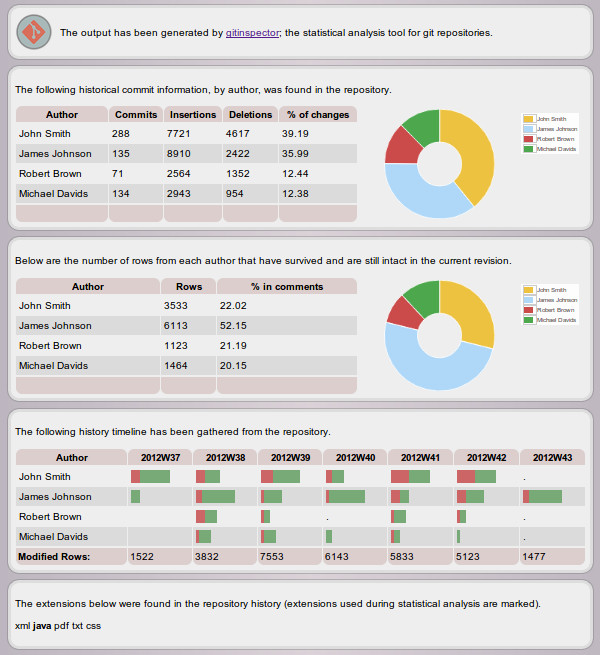 The output has been generated by gitinspector; the statistical analysis tool for git repositories.
The following historical commit information, by author, was found in the repository.
Author Commits Insertions Deletions % of changes
John Smith 288 7721 4617 39.19
James Johnson 135 8910 2422 35.99
Robert Brown 71 2564 1352 12.44
Michael Davids 134 2943 954 12.38
John Smith
James Johnson
Robert Brown
Michael Davids
Below are the number of rows from each author that have survived and are still intact in the current revision.
Author Rows % in comments
John Smith 3533 22.02
James Johnson 6113 52.15
Robert Brown 1123 21.19
Michael Davids 1464 20.15
John Smith
James Johnson
Robert Brown
Michael Davids
The following history timeline has been gathered from the repository.
Author 2012W37 2012W38 2012W39 2012W40 2012W41 2012W42 2012W43
John Smith .
James Johnson
Robert Brown . .
Michael Davids .
Modified Rows: 1522 3832 7553 6143 5833 5123 1477
The extensions below were found in the repository history (extensions used during statistical analysis are marked).
xml java pdf txt css